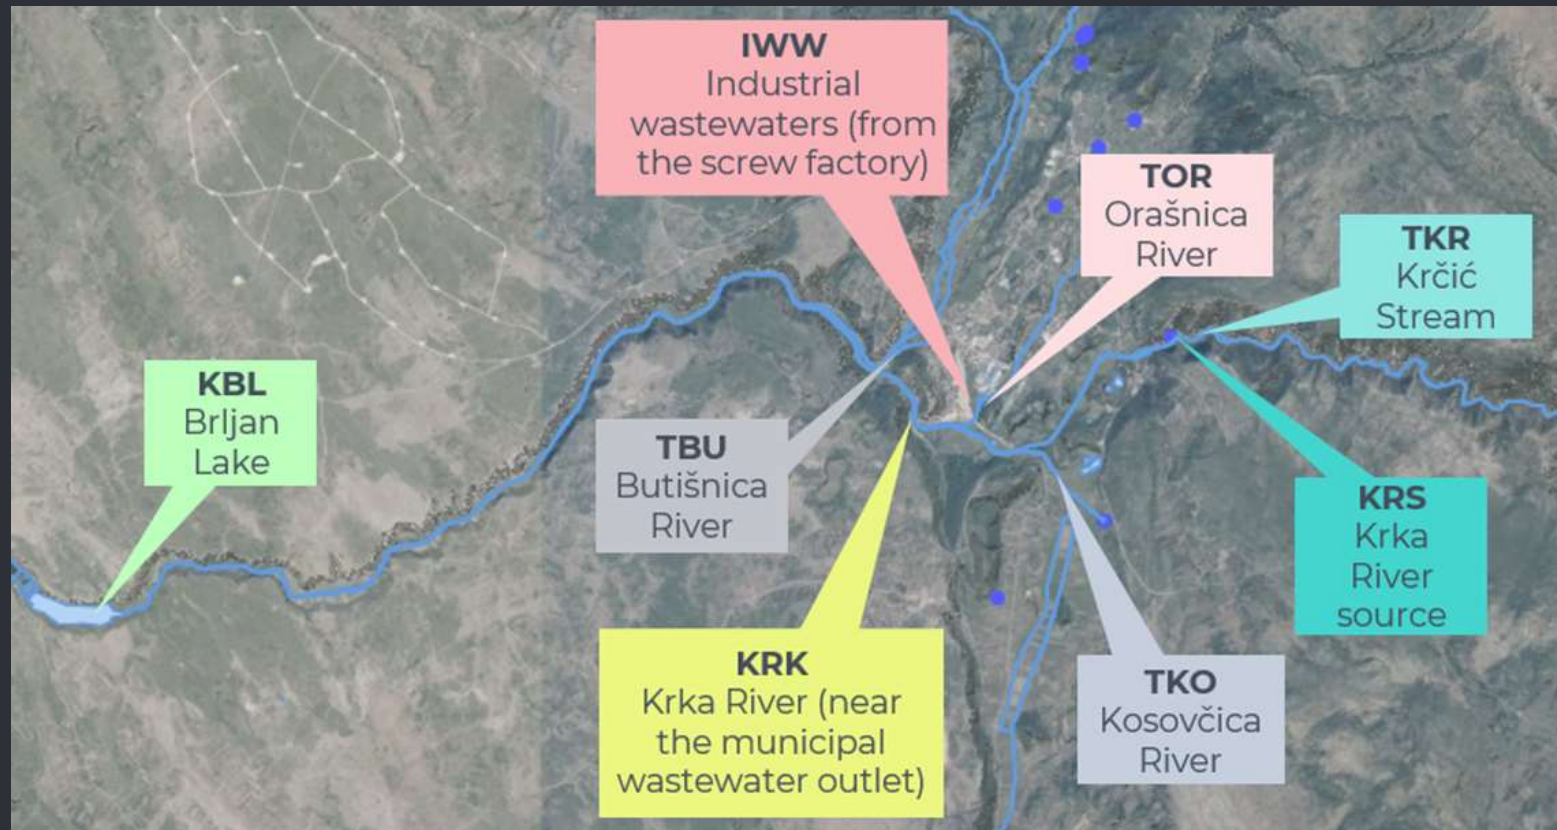 IWW
Industrial
wastewaters (from
the screw factory)
TOR
Orašnica
River
TKR
Krčić
Stream
KBL
Brljan
Lake
TBU
Butišnica
River
KRS
Krka
River
source
KRK
Krka River (near
the municipal
wastewater outlet)
TKO
Kosovčica
River